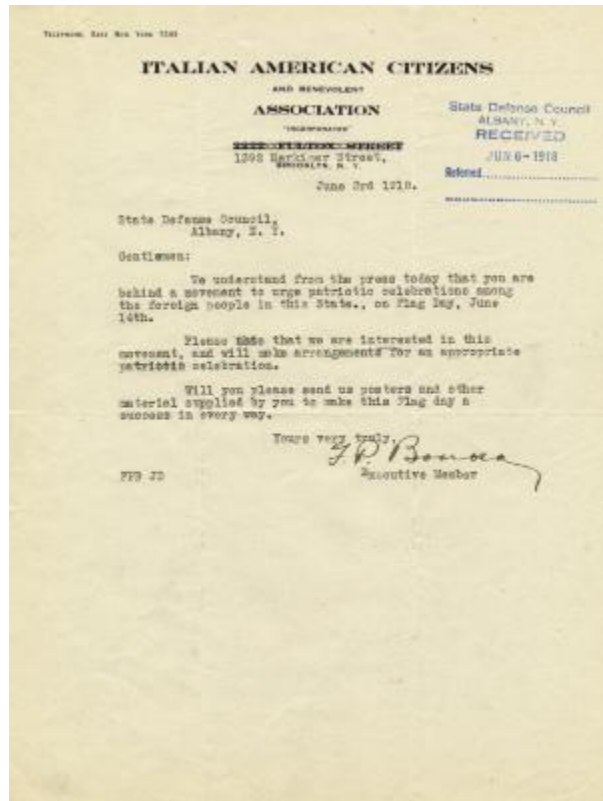 ITALIAN AMERICAN CITIZENS
AND BENEVOLENT
ASSOCIATION
"INCORPORATED"
FULTON STREET
Herkimer Street,
BROOKLYN, N. Y.
State Defense Council
ALBANY, N. Y.
RECEIVED
JUN 6 - 1918
Referred
June 3rd 1918.
State Defense Council,
Albany, N. Y.
Gentlemen:
We understand from the press today that you are
behind a movement to urge patriotic celebrations among
the foreign people in this State., on Flag Day, June
14th.
Please note that we are interested in this
movement, and will make arrangements for an appropriate
patriotic celebration.
Will you please send us posters and other
material supplied by you to make this Flag day a
success in every way.
Yours very truly,
F. P.
Executive Member